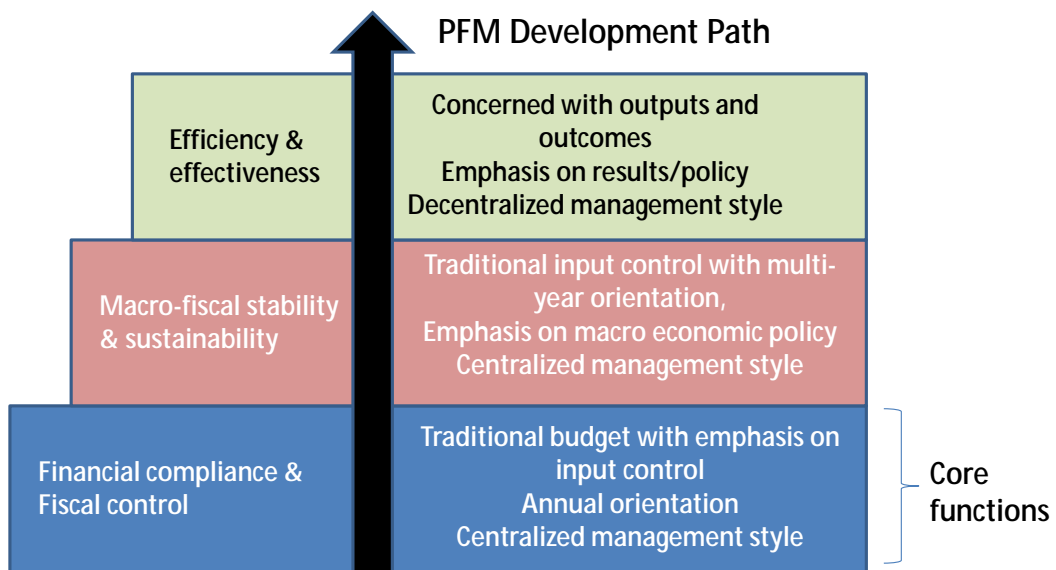 PFM Development Path
Efficiency &
effectiveness
Concerned with outputs and
outcomes
Emphasis on results/policy
Decentralized management style
Macro-fiscal stability
& sustainability
Traditional input control with multi-
year orientation,
Emphasis on macro economic policy
Centralized management style
Financial compliance &
Fiscal control
Traditional budget with emphasis on
input control
Annual orientation
Centralized management style
Core
functions